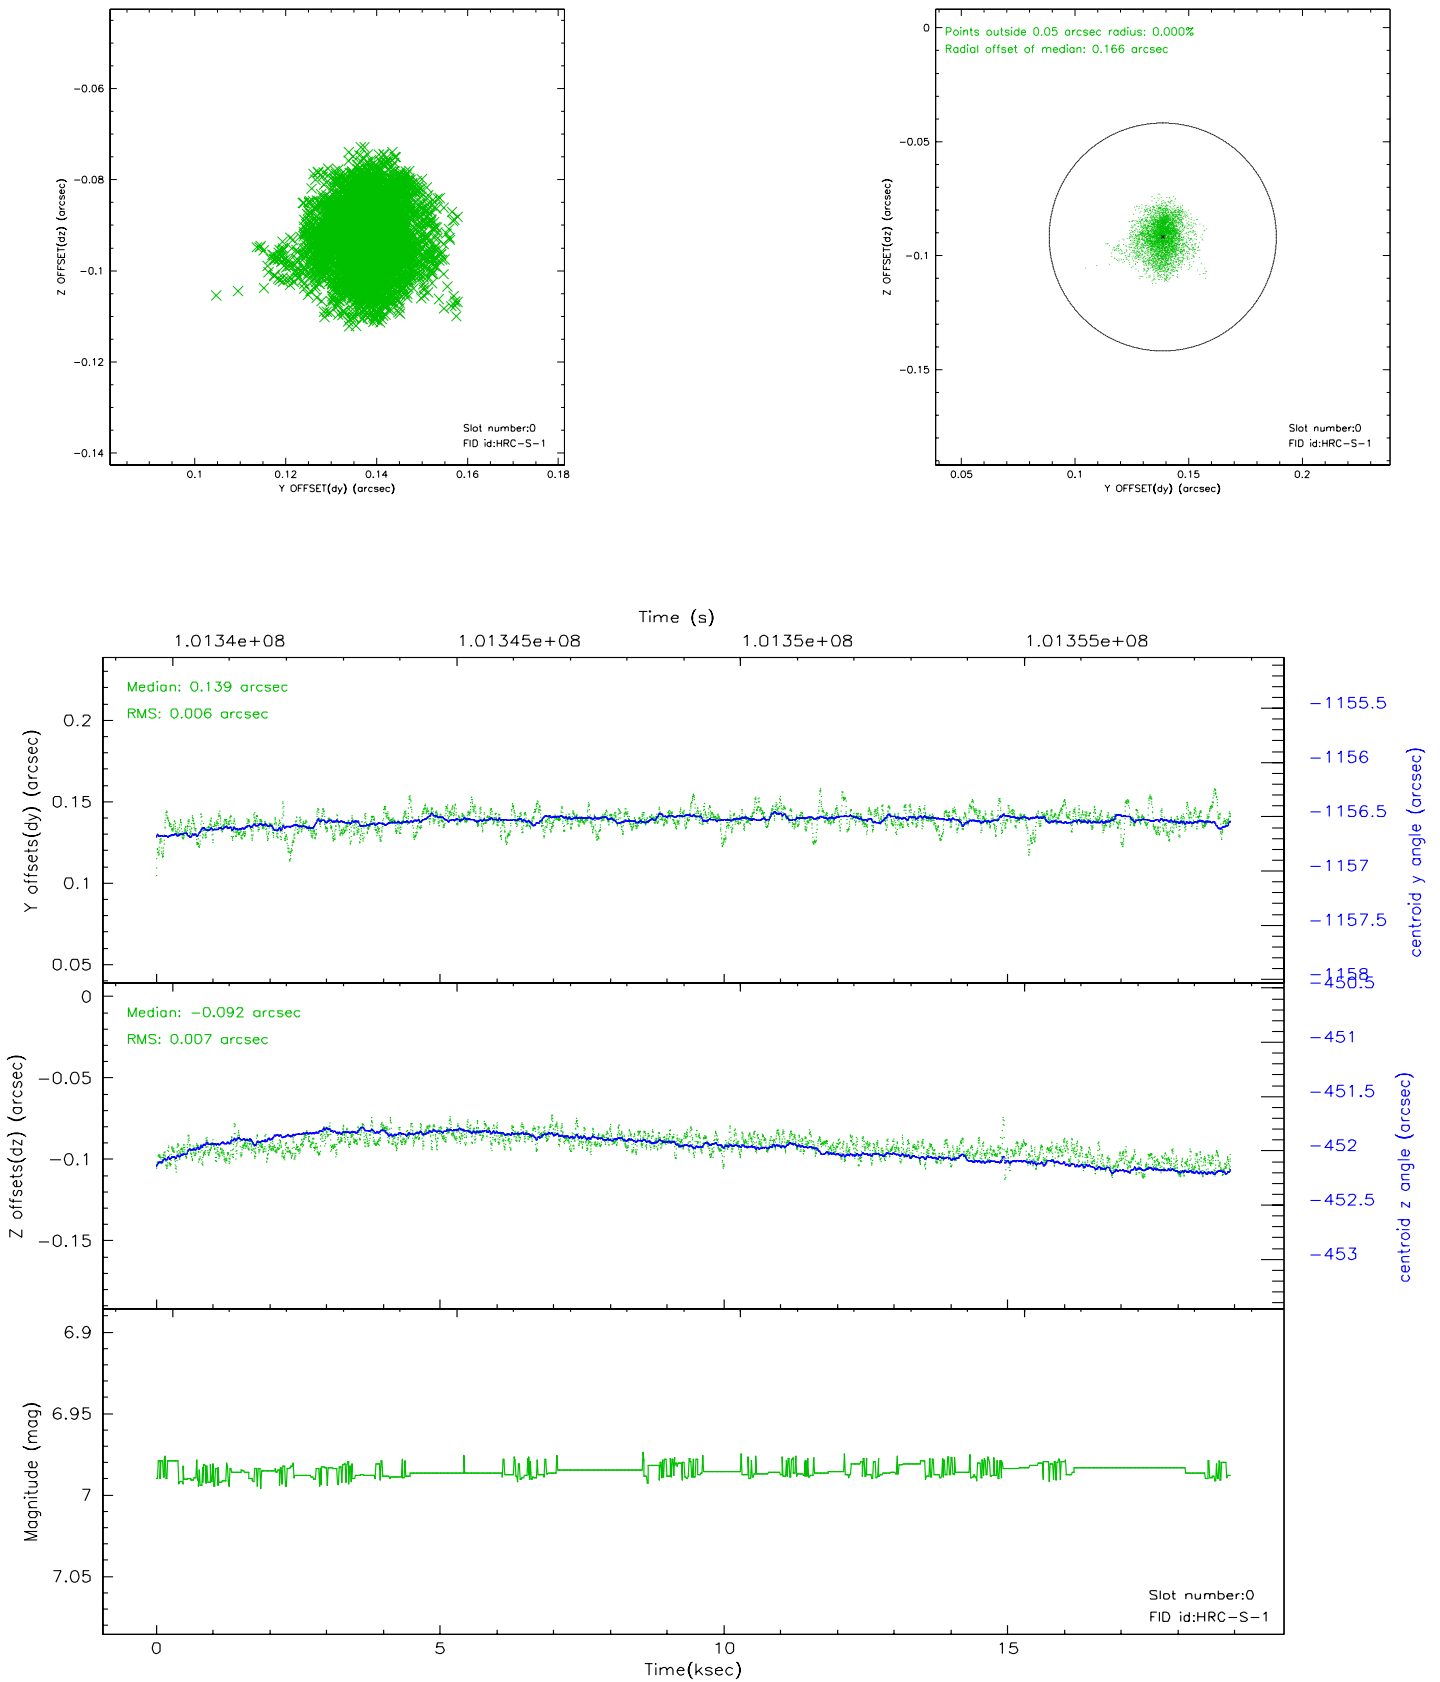 −0.06
−0.08
−0.1
−0.12
−0.14
Z OFFSET(dz) (arcsec)
Slot number:0
FID id:HRC−S−1
0.1 0.12 0.14 0.16 0.18
Y OFFSET(dy) (arcsec)
Points outside 0.05 arcsec radius: 0.000%
Radial offset of median: 0.166 arcsec
0
−0.05
−0.1
−0.15
Z OFFSET(dz) (arcsec)
Slot number:0
FID id:HRC−S−1
0.05 0.1 0.15 0.2
Y OFFSET(dy) (arcsec)
Time (s)
1.0134e+08 1.01345e+08 1.0135e+08 1.01355e+08
Median: 0.139 arcsec
RMS: 0.006 arcsec
0.2
0.15
0.1
0.05
Y offsets(dy) (arcsec)
−1155.5
−1156
−1156.5
−1157
−1157.5
−1158
centroid y angle (arcsec)
Median: −0.092 arcsec
RMS: 0.007 arcsec
0
−0.05
−0.1
−0.15
Z offsets(dz) (arcsec)
−450.5
−451
−451.5
−452
−452.5
−453
centroid z angle (arcsec)
6.9
6.95
7
7.05
Magnitude (mag)
Slot number:0
FID id:HRC−S−1
0 5 10 15
Time(ksec)